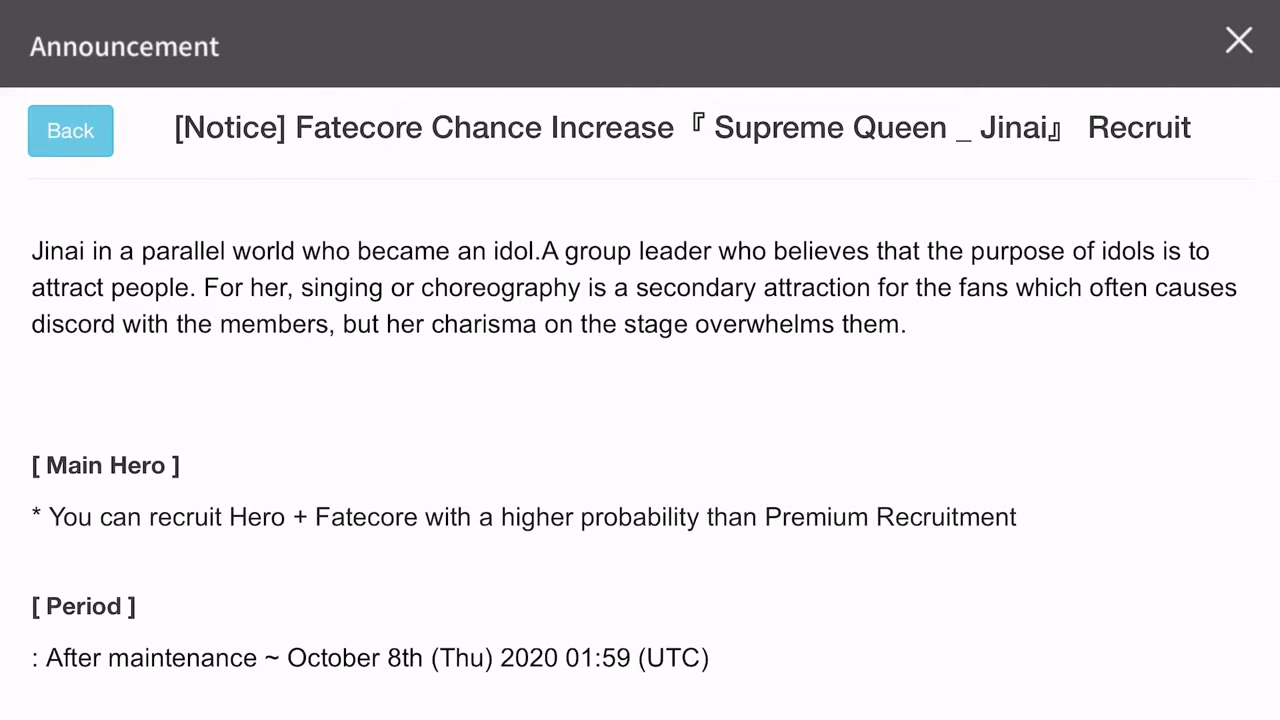 Announcement
Back
[Notice] Fatecore Chance Increase『 Supreme Queen _ Jinai』 Recruit
Jinai in a parallel world who became an idol.A group leader who believes that the purpose of idols is to
attract people. For her, singing or choreography is a secondary attraction for the fans which often causes
discord with the members, but her charisma on the stage overwhelms them.
[ Main Hero ]
* You can recruit Hero + Fatecore with a higher probability than Premium Recruitment
[ Period ]
: After maintenance ~ October 8th (Thu) 2020 01:59 (UTC)